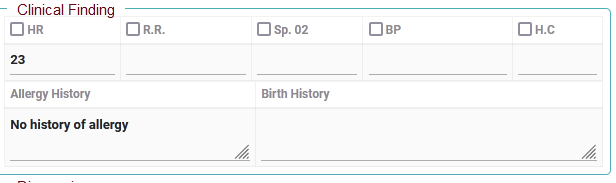 Clinical Finding
HR R.R. Sp. 02 BP H.C
23
Allergy History Birth History
No history of allergy